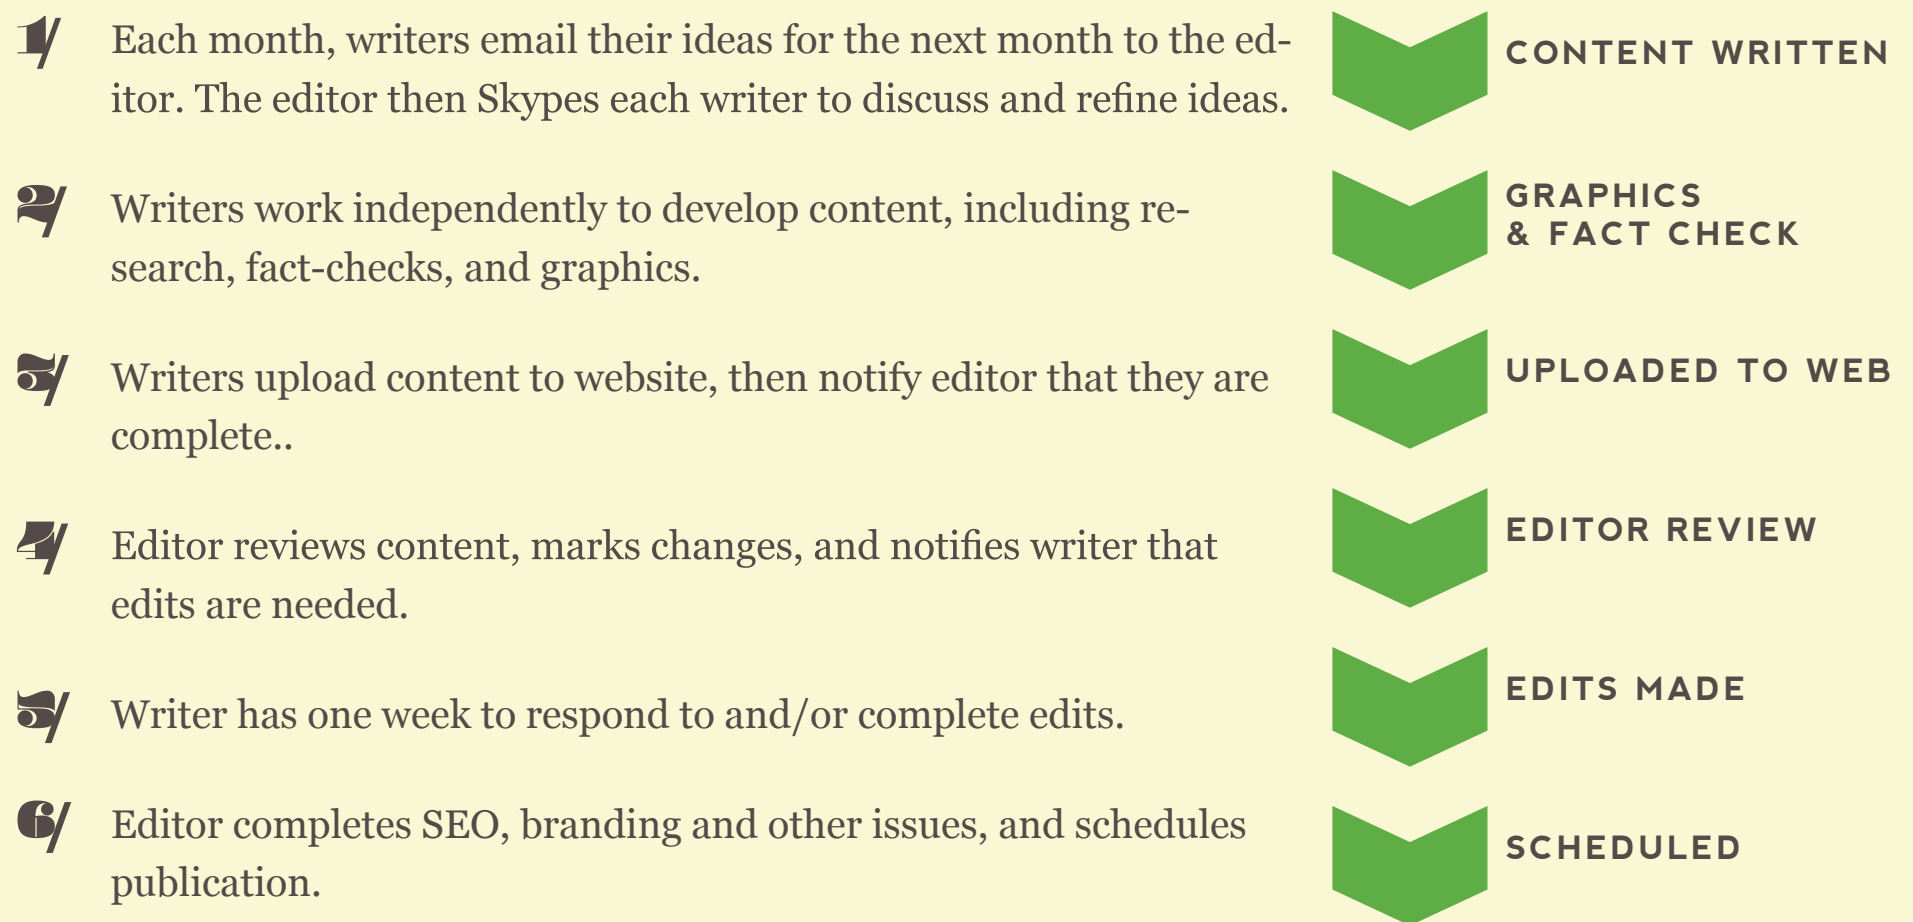 1/ Each month, writers email their ideas for the next month to the ed-
itor. The editor then Skypes each writer to discuss and refine ideas.
2/ Writers work independently to develop content, including re-
search, fact-checks, and graphics.
3/ Writers upload content to website, then notify editor that they are
complete..
4/ Editor reviews content, marks changes, and notifies writer that
edits are needed.
5/ Writer has one week to respond to and/or complete edits.
6/ Editor completes SEO, branding and other issues, and schedules
publication.
CONTENT WRITTEN
GRAPHICS
& FACT CHECK
UPLOADED TO WEB
EDITOR REVIEW
EDITS MADE
SCHEDULED